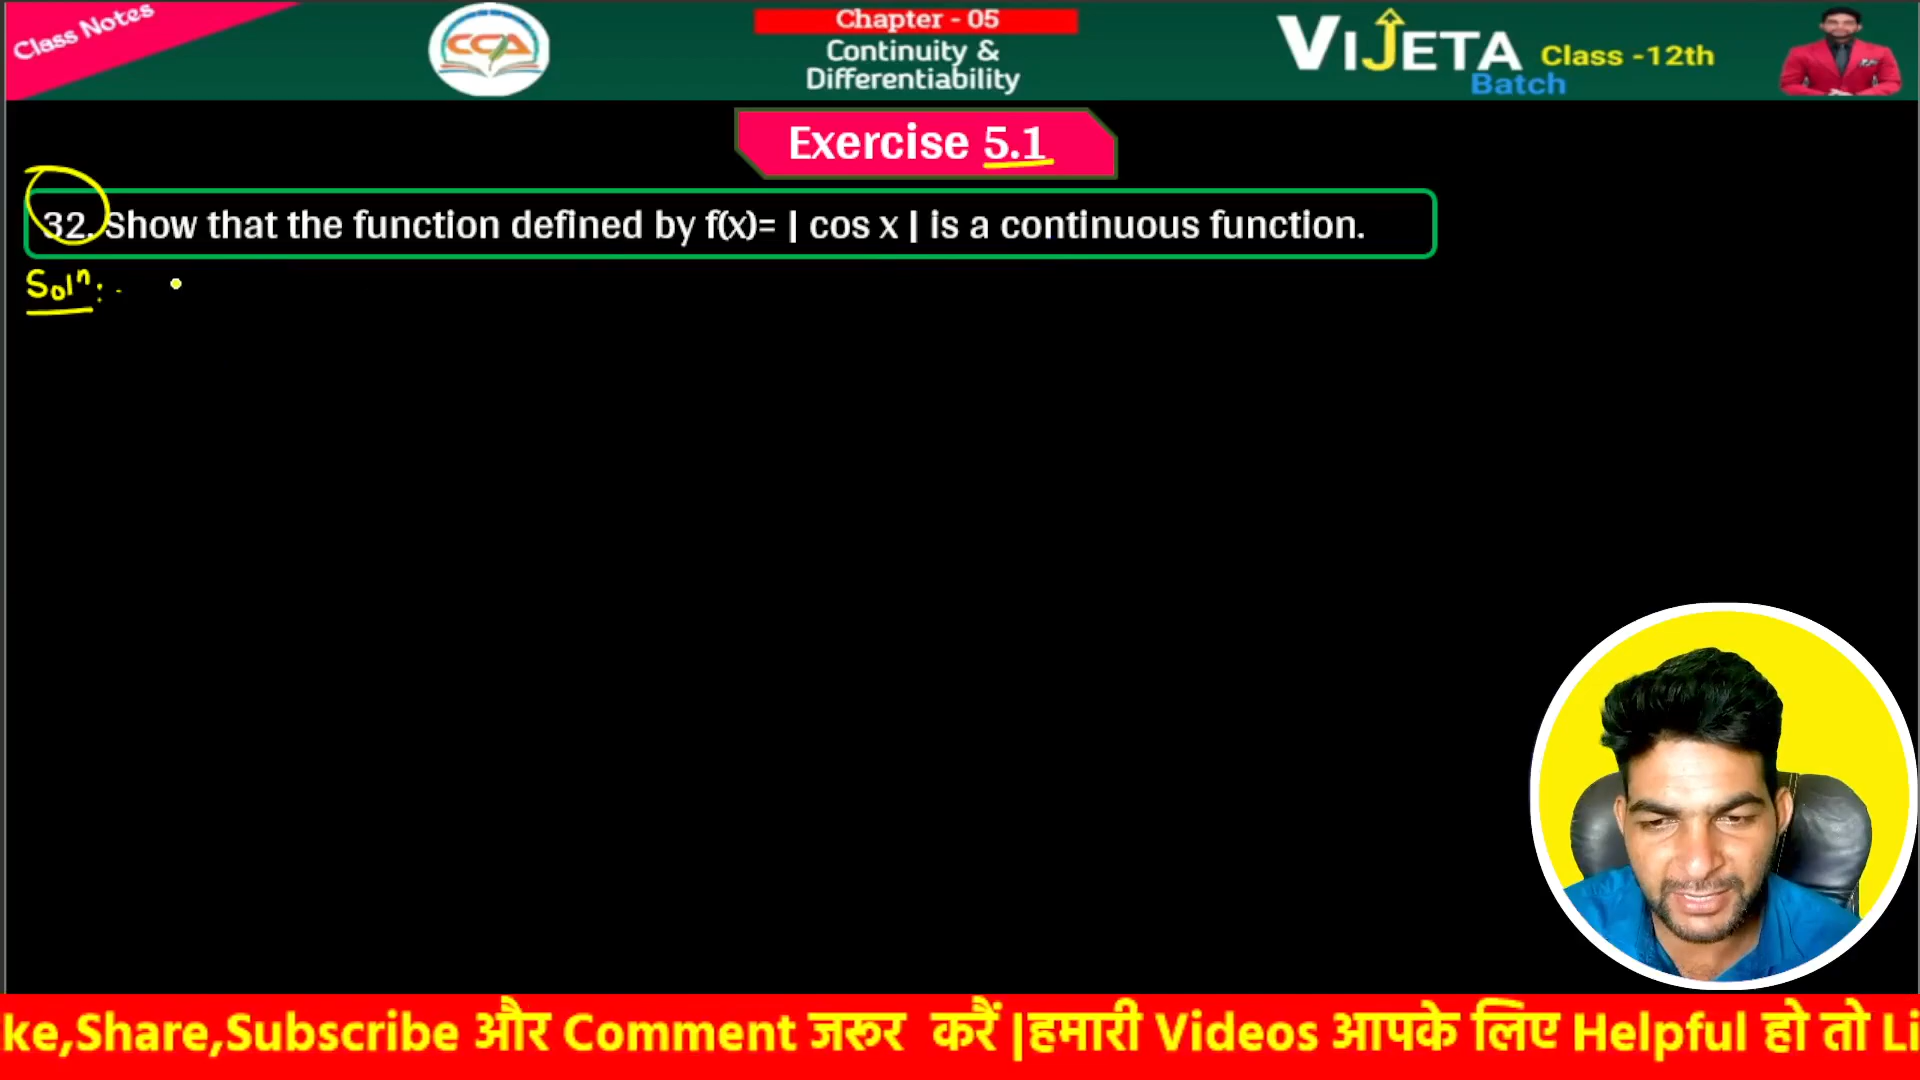 Class Notes
CCA
Chapter - 05
Continuity &
Differentiability
VIJETA Class -12th
Batch
Exercise 5.1
32. Show that the function defined by f(x)= | cos x | is a continuous function.
Soln:-
ke,Share,Subscribe और Comment जरूर करें |हमारी Videos आपके लिए Helpful हो तो Li